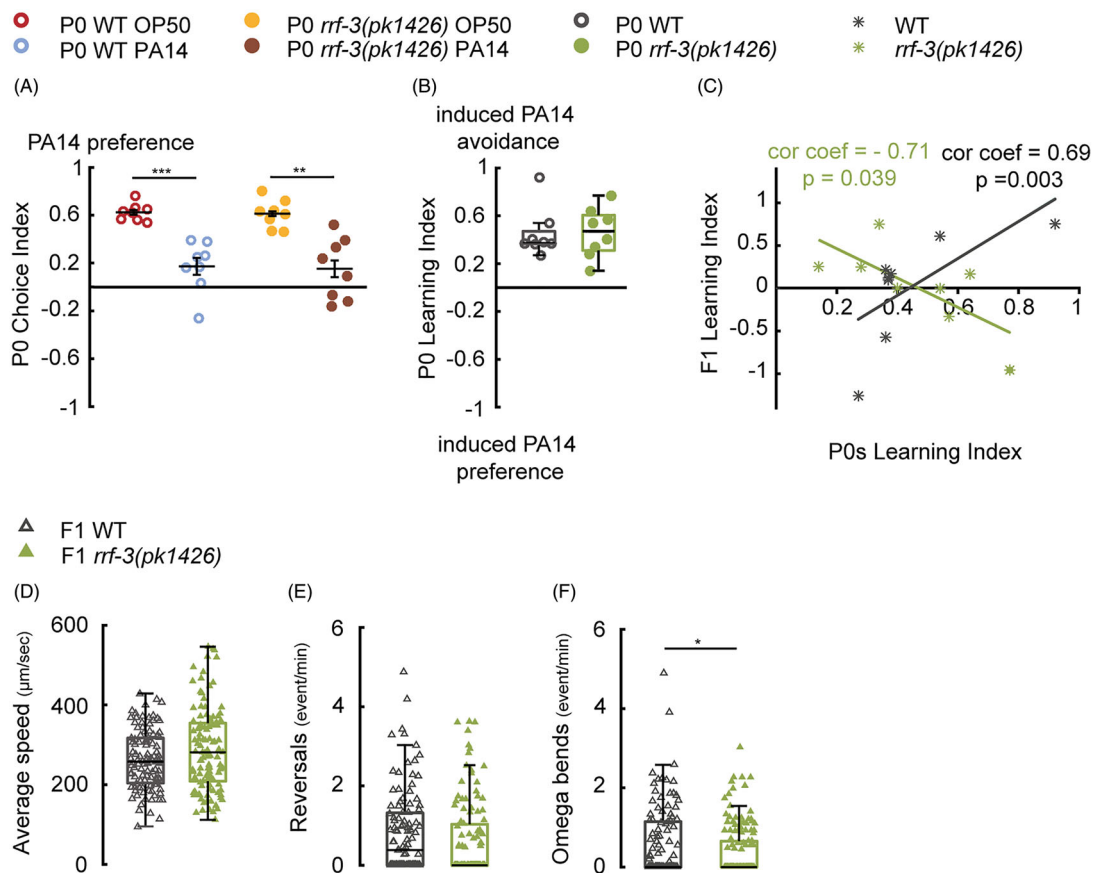 P0 WT OP50
P0 rrf-3(pk1426) OP50
P0 WT
WT
P0 WT PA14
P0 rrf-3(pk1426) PA14
P0 rrf-3(pk1426)
rrf-3(pk1426)
(A)
PA14 preference
P0 Choice Index
1
0.6
0.2
-0.2
-0.6
-1
***
**
(B)
induced PA14
avoidance
P0 Learning Index
1
0.6
0.2
-0.2
-0.6
-1
induced PA14
preference
(C)
cor coef = - 0.71
p = 0.039
cor coef = 0.69
p =0.003
F1 Learning Index
1
0.5
0
-0.5
-1
0.2
0.4
0.6
0.8
1
P0s Learning Index
F1 WT
F1 rrf-3(pk1426)
(D)
Average speed (µm/sec)
600
400
200
0
(E)
Reversals (event/min)
6
4
2
0
(F)
Omega bends (event/min)
6
4
2
0
*